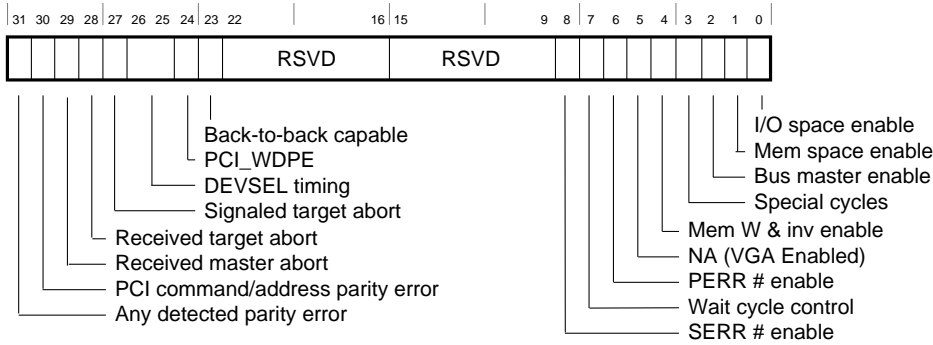 31 30 29 28 27 26 25 24 23 22 16 15 9 8 7 6 5 4 3 2 1 0
RSVD RSVD
I/O space enable
Back-to-back capable
Mem space enable
PCI_WDPE
Bus master enable
DEVSEL timing
Special cycles
Signaled target abort
Mem W & inv enable
Received target abort
NA (VGA Enabled)
Received master abort
PERR # enable
PCI command/address parity error
Wait cycle control
Any detected parity error
SERR # enable